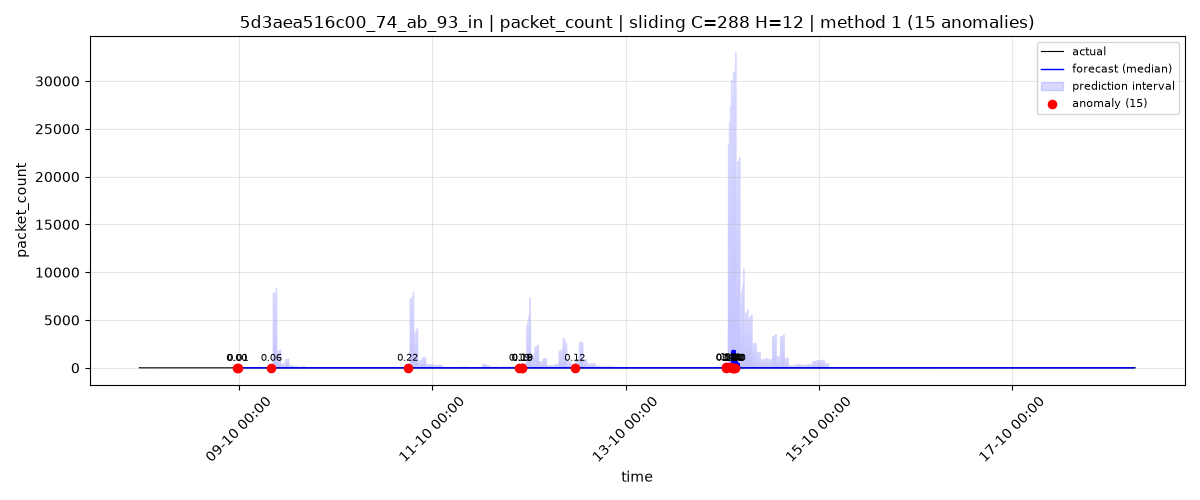 5d3aea516c00_74_ab_93_in | packet_count | sliding C=288 H=12 | method 1 (15 anomalies)
actual
forecast (median)
prediction interval
anomaly (15)
30000
25000
20000
15000
10000
5000
0
packet_count
0.06
0.22
0.12
09-10 00:00
11-10 00:00
13-10 00:00
15-10 00:00
17-10 00:00
time